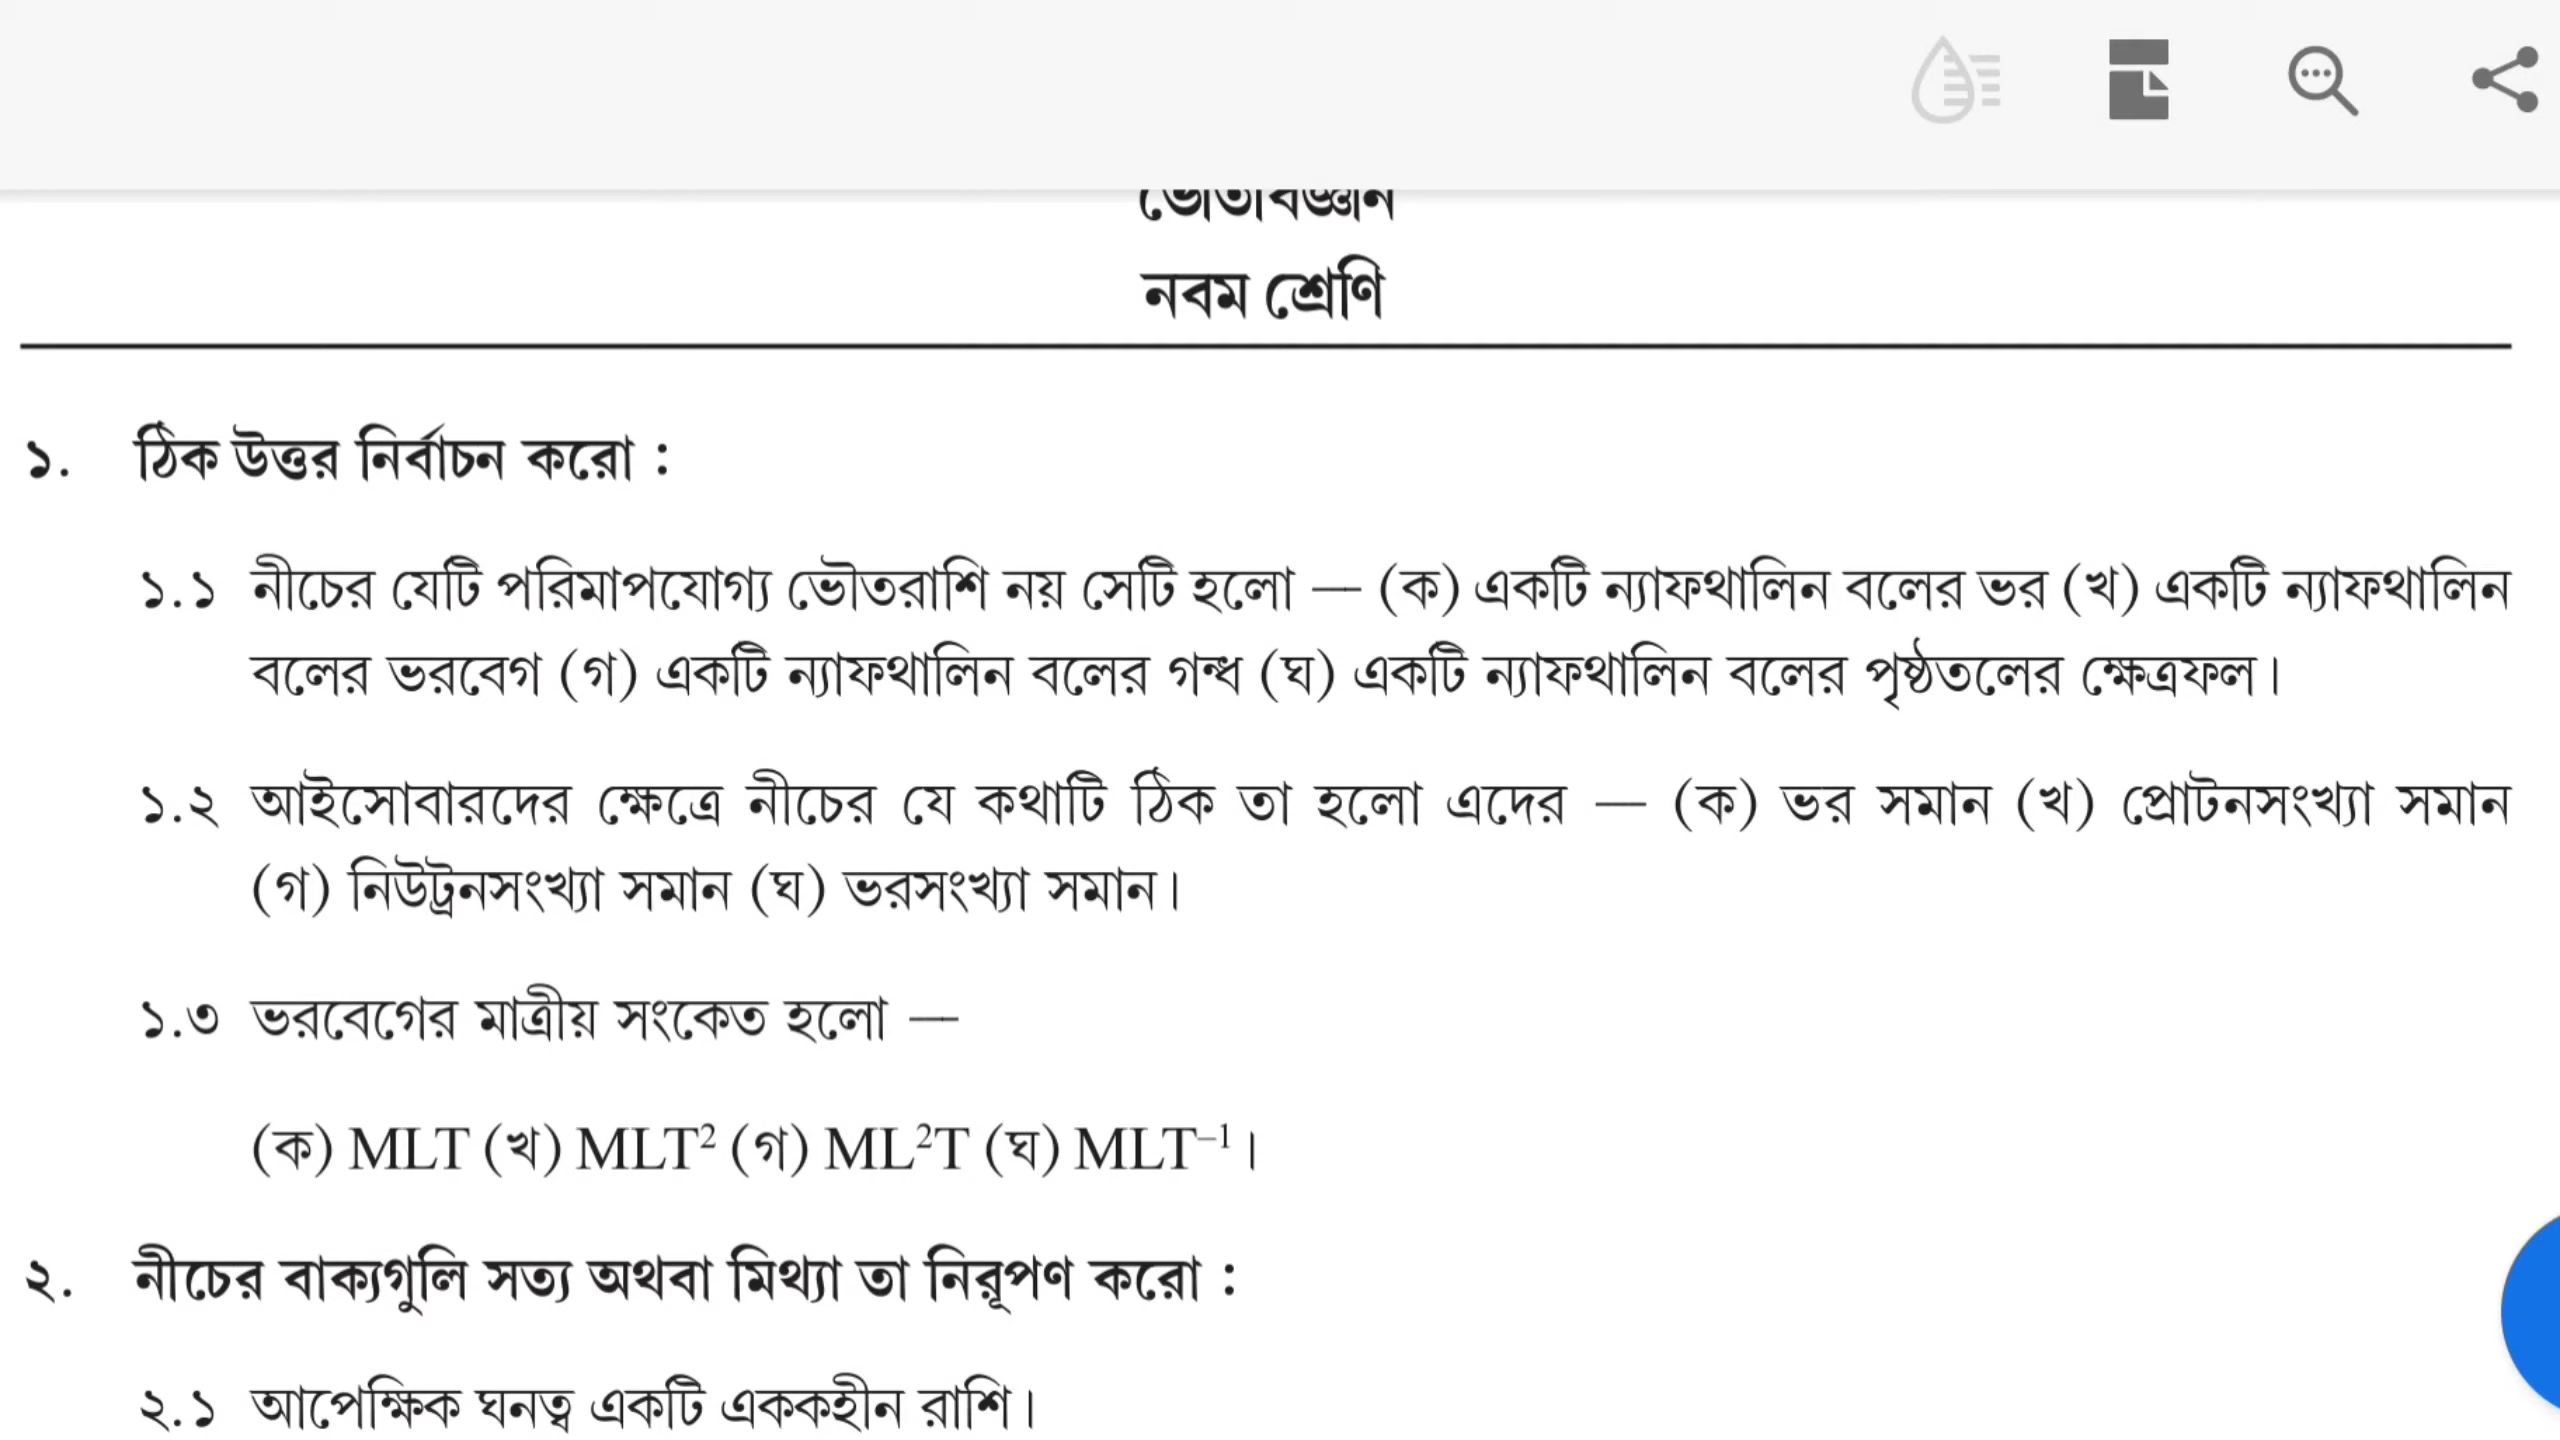 ভৌতবিজ্ঞান
নবম শ্রেণি
১. ঠিক উত্তর নির্বাচন করো :
১.১ নীচের যেটি পরিমাপযোগ্য ভৌতরাশি নয় সেটি হলো — (ক) একটি ন্যাফথালিন বলের ভর (খ) একটি ন্যাফথালিন
বলের ভরবেগ (গ) একটি ন্যাফথালিন বলের গন্ধ (ঘ) একটি ন্যাফথালিন বলের পৃষ্ঠতলের ক্ষেত্রফল।
১.২ আইসোবারদের ক্ষেত্রে নীচের যে কথাটি ঠিক তা হলো এদের — (ক) ভর সমান (খ) প্রোটনসংখ্যা সমান
(গ) নিউট্রনসংখ্যা সমান (ঘ) ভরসংখ্যা সমান।
১.৩ ভরবেগের মাত্রীয় সংকেত হলো —
(ক) MLT (খ) MLT² (গ) ML²T (ঘ) MLT⁻¹।
২. নীচের বাক্যগুলি সত্য অথবা মিথ্যা তা নিরূপণ করো :
২.১ আপেক্ষিক ঘনত্ব একটি এককহীন রাশি।